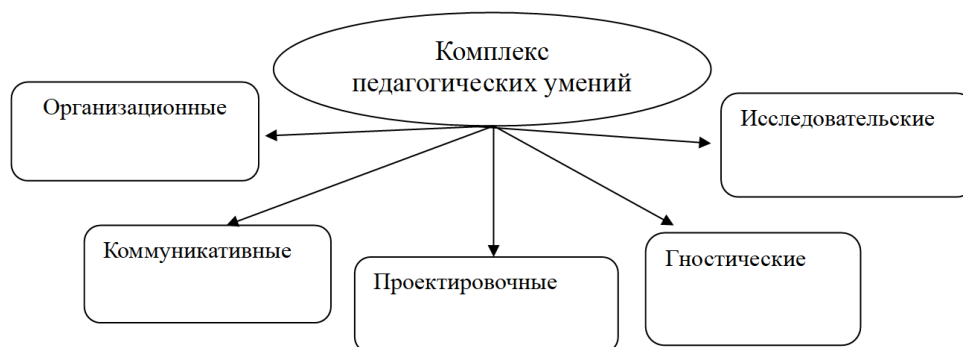 Комплекс
педагогических умений
Организационные
Исследовательские
Коммуникативные
Проектировочные
Гностические